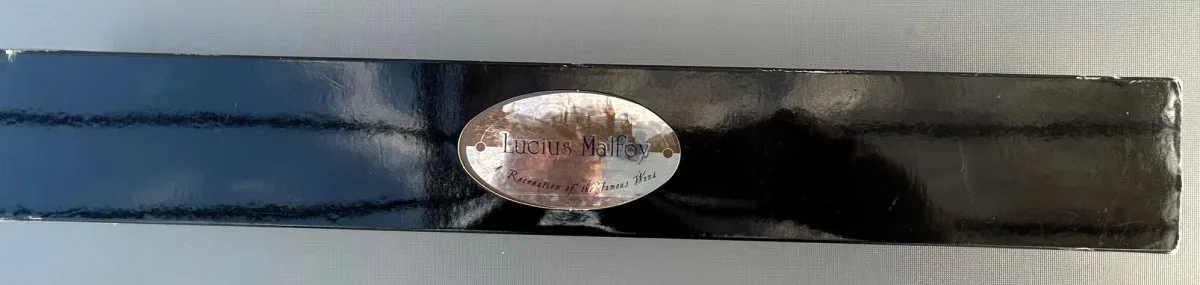 Lucius Malfoy
A Recreation of the Famous Wand